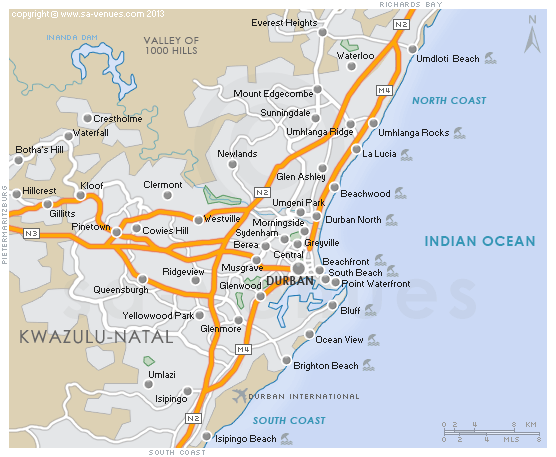 copyright © www.sa-venues.com 2013
RICHARDS BAY
Everest Heights
N2
INANDA DAM
VALLEY OF
1000 HILLS
Waterloo
Umdloti Beach
N
Mount Edgecombe
M4
NORTH COAST
Sunningdale
Crestholme
Umhlanga Ridge
Umhlanga Rocks
Waterfall
Botha's Hill
Newlands
La Lucia
Glen Ashley
Hillcrest
Kloof
Clermont
N2
Beachwood
Gillitts
Umgeni Park
Westville
Morningside
Durban North
PIETERMARITZBURG
N3
Pinetown
Cowies Hill
Sydenham
Greyville
INDIAN OCEAN
Berea
Central
Musgrave
Beachfront
Ridgeview
South Beach
Queensburgh
Glenwood
DURBAN
Point Waterfront
Yellowwood Park
Bluff
Glenmore
KWAZULU-NATAL
Ocean View
M4
Brighton Beach
Umlazi
Isipingo
DURBAN INTERNATIONAL
N2
SOUTH COAST
Isipingo Beach
0 2 4 8 KM
0 2 4 MLS 8
SOUTH COAST